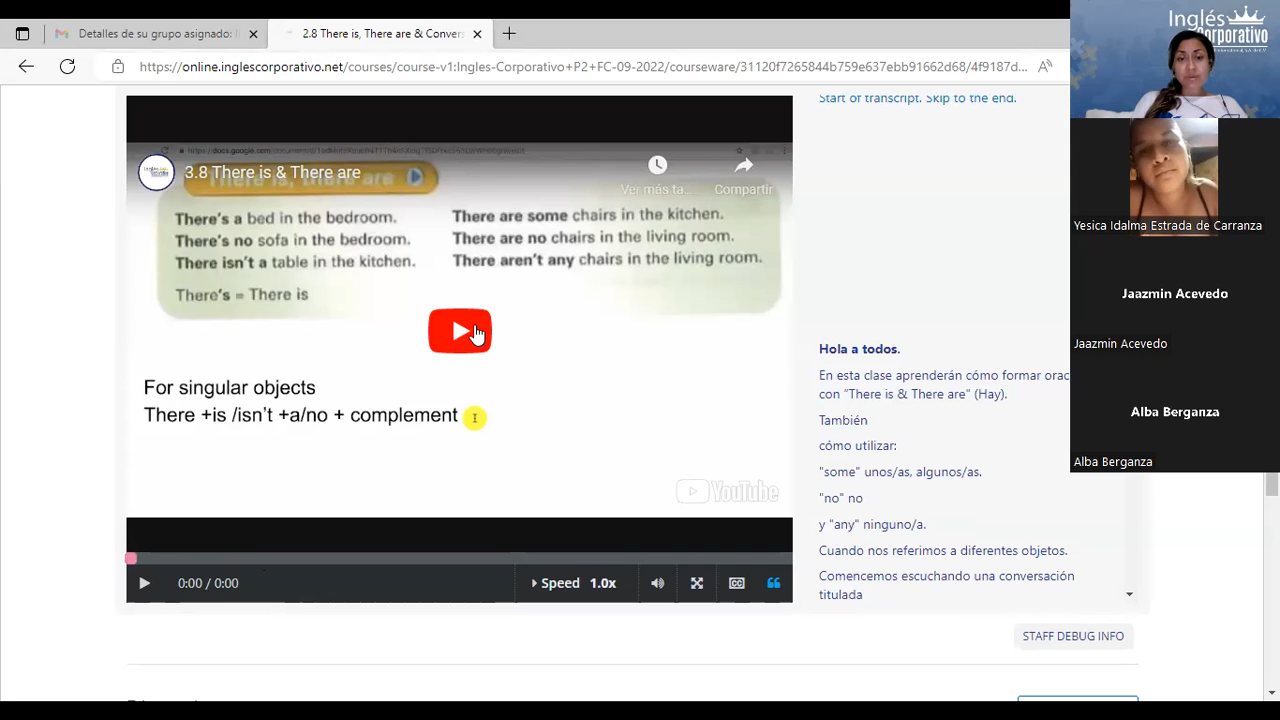 Detalles de su grupo asignado: I
2.8 There is, There are & Conver
https://online.inglescorporativo.net/courses/course-v1:Ingles-Corporativo+P2+FC-09-2022/courseware/31120f7265844b759e637ebb91662d68/4f9187d...
Inglés
Corporativo
Start of transcript. Skip to the end.
3.8 There is & There are
There is, There are
Ver más ta...
Compartir
There's a bed in the bedroom.
There are some chairs in the kitchen.
There's no sofa in the bedroom.
There are no chairs in the living room.
There isn't a table in the kitchen.
There aren't any chairs in the living room.
There's = There is
For singular objects
There +is /isn't +a/no + complement
YouTube
0:00 / 0:00
Speed 1.0x
Hola a todos.
En esta clase aprenderán cómo formar orac
con "There is & There are" (Hay).
También
cómo utilizar:
"some" unos/as, algunos/as.
"no" no
y "any" ninguno/a.
Cuando nos referimos a diferentes objetos.
Comencemos escuchando una conversación
titulada
STAFF DEBUG INFO
Yesica Idalma Estrada de Carranza
Jaazmin Acevedo
Jaazmin Acevedo
Alba Berganza
Alba Berganza